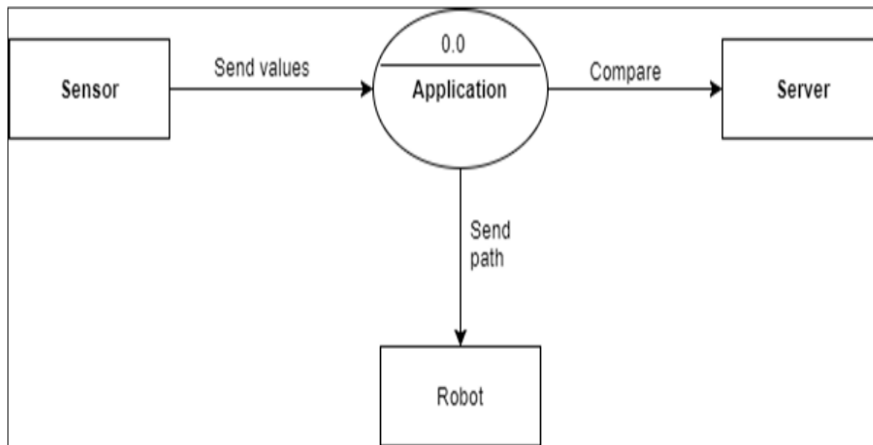 0.0
Send values
Compare
Sensor
Application
Server
Send
path
Robot